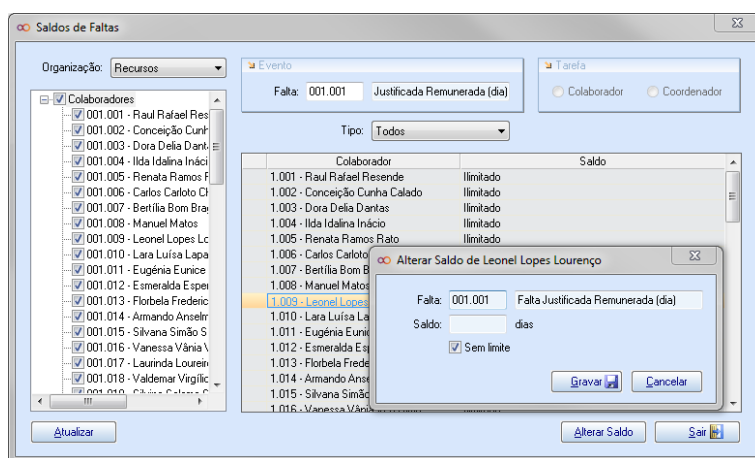 Saldos de Faltas
Organização: Recursos
Colaboradores
001.001 - Raul Rafael Res
001.002 - Conceição Cunh
001.003 - Dora Delia Dant
001.004 - Ilda Idalina Ináci
001.005 - Renata Ramos F
001.006 - Carlos Carloto Cl
001.007 - Bertília Bom Bra
001.008 - Manuel Matos
001.009 - Leonel Lopes Lo
001.010 - Lara Luísa Lapa
001.011 - Eugénia Eunice
001.012 - Esmeralda Esper
001.013 - Florbela Frederic
001.014 - Armando Anselm
001.015 - Silvana Simão S
001.016 - Vanessa Vânia V
001.017 - Laurinda Loureir
001.018 - Valdemar Virgílic
Atualizar
Evento
Falta: 001.001 Justificada Remunerada (dia)
Tarefa
Colaborador Coordenador
Tipo: Todos
Colaborador Saldo
1.001 - Raul Rafael Resende Ilimitado
1.002 - Conceição Cunha Calado Ilimitado
1.003 - Dora Delia Dantas Ilimitado
1.004 - Ilda Idalina Inácio Ilimitado
1.005 - Renata Ramos Rato Ilimitado
1.006 - Carlos Carloto
1.007 - Bertília Bom B
1.008 - Manuel Matos
1.009 - Leonel Lopes
1.010 - Lara Luísa La
1.011 - Eugénia Euni
1.012 - Esmeralda Es
1.013 - Florbela Frede
1.014 - Armando Anse
1.015 - Silvana Simão
1.016 - Vanessa Vânia
Alterar Saldo de Leonel Lopes Lourenço
Falta: 001.001 Falta Justificada Remunerada (dia)
Saldo: dias
Sem limite
Gravar Cancelar
Alterar Saldo Sair